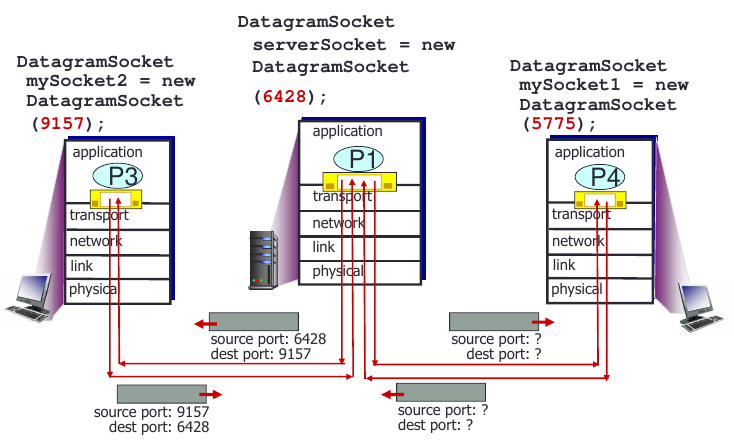 DatagramSocket
serverSocket = new
DatagramSocket
(6428);
DatagramSocket
mySocket2 = new
DatagramSocket
(9157);
DatagramSocket
mySocket1 = new
DatagramSocket
(5775);
application
P3
transport
network
link
physical
application
P1
transport
network
link
physical
application
P4
transport
network
link
physical
source port: 6428
dest port: 9157
source port: ?
dest port: ?
source port: 9157
dest port: 6428
source port: ?
dest port: ?